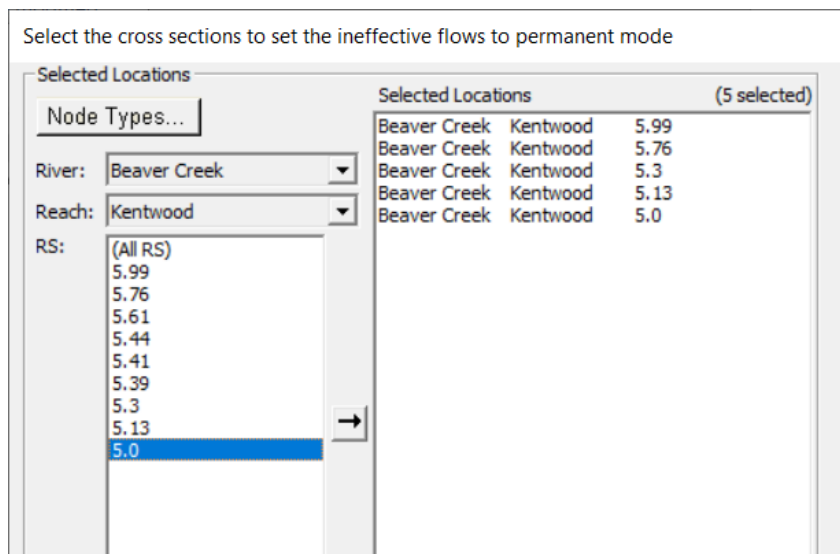 Select the cross sections to set the ineffective flows to permanent mode
Selected Locations
Node Types...
River: Beaver Creek
Reach: Kentwood
RS:
(All RS)
5.99
5.76
5.61
5.44
5.41
5.39
5.3
5.13
5.0
Selected Locations (5 selected)
Beaver Creek Kentwood 5.99
Beaver Creek Kentwood 5.76
Beaver Creek Kentwood 5.3
Beaver Creek Kentwood 5.13
Beaver Creek Kentwood 5.0